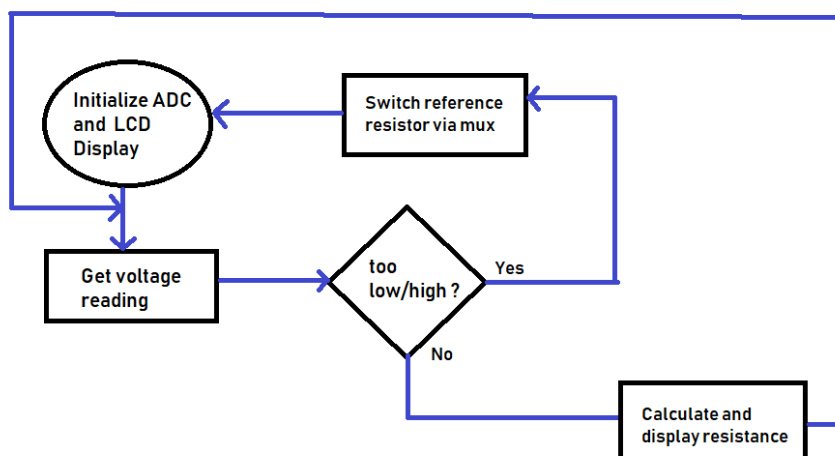 Initialize ADC
and LCD
Display
Switch reference
resistor via mux
Get voltage
reading
too
low/high ?
Yes
No
Calculate and
display resistance